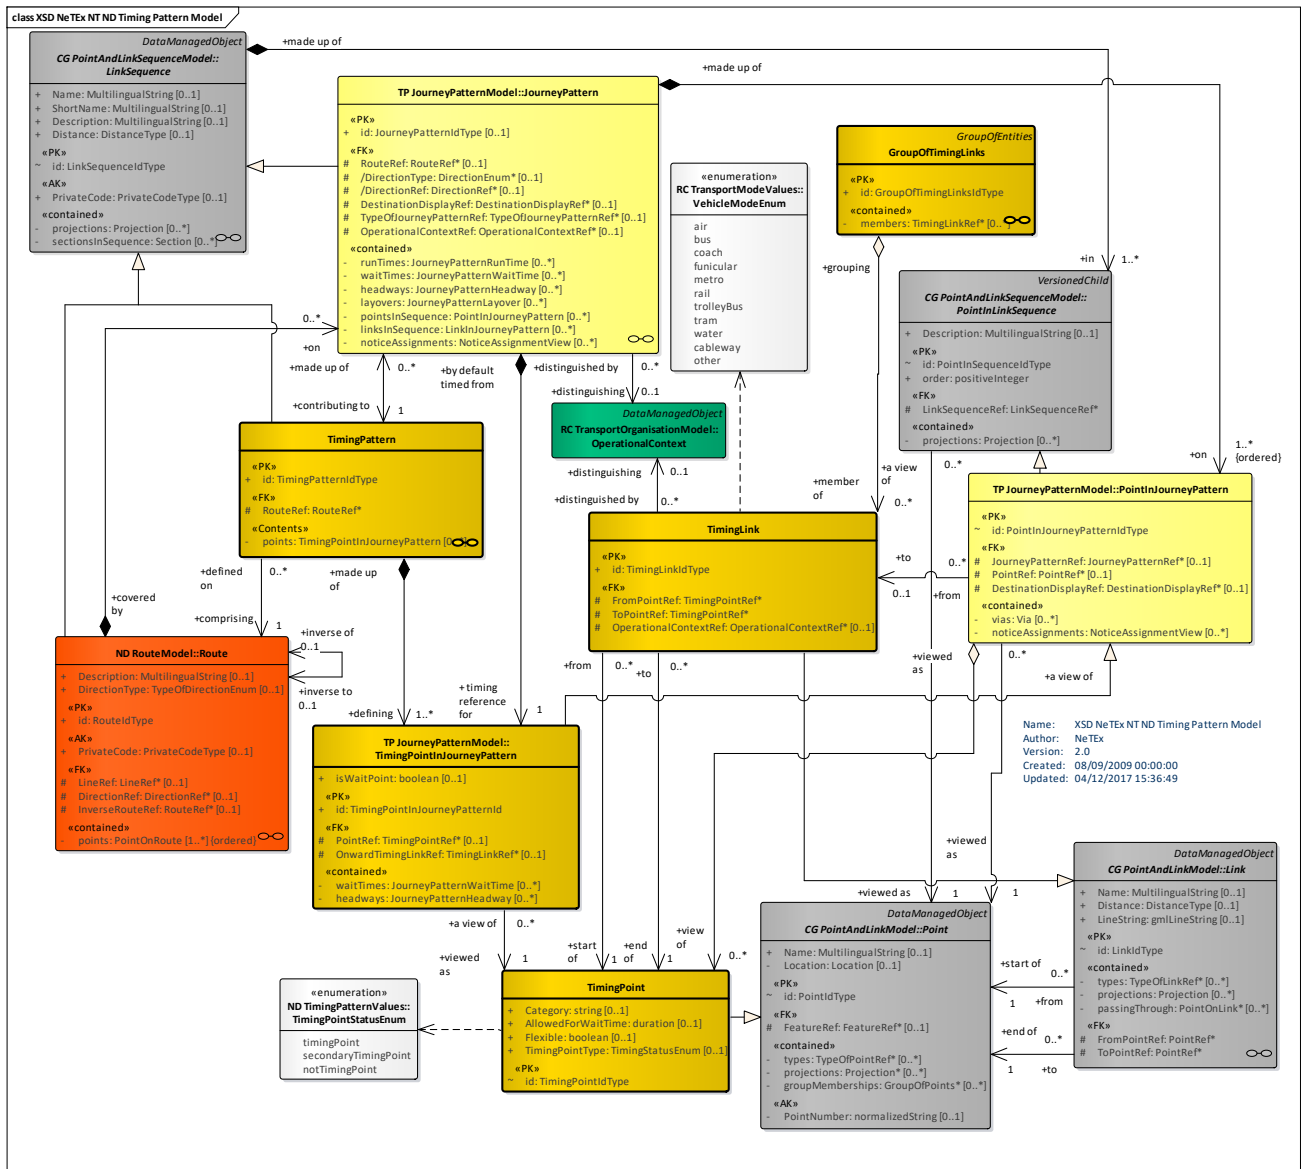 class XSD NeTEx NT ND Timing Pattern Model
DataManagedObject
CG PointAndLinkSequenceModel::
LinkSequence
+ Name: MultilingualString [0..1]
+ ShortName: MultilingualString [0..1]
+ Description: MultilingualString [0..1]
+ Distance: DistanceType [0..1]
«PK»
~ id: LinkSequenceIdType
«AK»
+ PrivateCode: PrivateCodeType [0..1]
«contained»
- projections: Projection [0..*]
- sectionsInSequence: Section [0..*]
+made up of
TP JourneyPatternModel::JourneyPattern
«PK»
+ id: JourneyPatternIdType [0..1]
«FK»
# RouteRef: RouteRef* [0..1]
# /DirectionType: DirectionEnum* [0..1]
# /DirectionRef: DirectionRef* [0..1]
# DestinationDisplayRef: DestinationDisplayRef* [0..1]
# TypeOfJourneyPatternRef: TypeOfJourneyPatternRef* [0..1]
# OperationalContextRef: OperationalContextRef* [0..1]
«contained»
- runTimes: JourneyPatternRunTime [0..*]
- waitTimes: JourneyPatternWaitTime [0..*]
- headways: JourneyPatternHeadway [0..*]
- layovers: JourneyPatternLayover [0..*]
- pointsInSequence: PointInJourneyPattern [0..*]
- linksInSequence: LinkInJourneyPattern [0..*]
- noticeAssignments: NoticeAssignmentView [0..*]
+made up of
«enumeration»
RC TransportModeValues::
VehicleModeEnum
air
bus
coach
funicular
metro
rail
trolleyBus
tram
water
cableway
other
GroupOfEntities
GroupOfTimingLinks
«PK»
+ id: GroupOfTimingLinksIdType
«contained»
- members: TimingLinkRef* [0..*]
+grouping
+in
1..*
VersionedChild
CG PointAndLinkSequenceModel::
PointInLinkSequence
+ Description: MultilingualString [0..1]
«PK»
~ id: PointInSequenceIdType
+ order: positiveInteger
«FK»
# LinkSequenceRef: LinkSequenceRef*
«contained»
- projections: Projection [0..*]
0..*
+on
+made up of
0..*
+by default
timed from
+distinguished by
0..*
+distinguishing
0..1
+contributing to
1
DataManagedObject
RC TransportOrganisationModel::
OperationalContext
TimingPattern
«PK»
+ id: TimingPatternIdType
«FK»
# RouteRef: RouteRef*
«Contents»
- points: TimingPointInJourneyPattern [0..*]
+distinguishing
0..1
+distinguished by
0..*
+member
of
+a view
of
0..*
0..*
+on
1..*
{ordered}
TP JourneyPatternModel::PointInJourneyPattern
«PK»
~ id: PointInJourneyPatternIdType
«FK»
# JourneyPatternRef: JourneyPatternRef* [0..1]
# PointRef: PointRef* [0..1]
# DestinationDisplayRef: DestinationDisplayRef* [0..1]
«contained»
- vias: Via [0..*]
- noticeAssignments: NoticeAssignmentView [0..*]
TimingLink
«PK»
+ id: TimingLinkIdType
«FK»
# FromPointRef: TimingPointRef*
# ToPointRef: TimingPointRef*
# OperationalContextRef: OperationalContextRef* [0..1]
+to
0..1
0..*
+from
+defined
on
0..*
+made up
of
+covered
by
+comprising
1
ND RouteModel::Route
+ Description: MultilingualString [0..1]
+ DirectionType: TypeOfDirectionEnum [0..1]
«PK»
+ id: RouteIdType
«AK»
+ PrivateCode: PrivateCodeType [0..1]
«FK»
# LineRef: LineRef* [0..1]
# DirectionRef: DirectionRef* [0..1]
# InverseRouteRef: RouteRef* [0..1]
«contained»
- points: PointOnRoute [1..*] {ordered}
+inverse of
0..1
+inverse to
0..1
+defining
1..*
+ timing
reference
for
1
+from
0..*
+to
0..*
+viewed
as
0..*
+a view of
TP JourneyPatternModel::
TimingPointInJourneyPattern
+ isWaitPoint: boolean [0..1]
«PK»
+ id: TimingPointInJourneyPatternId
«FK»
# PointRef: TimingPointRef* [0..1]
# OnwardTimingLinkRef: TimingLinkRef* [0..1]
«contained»
- waitTimes: JourneyPatternWaitTime [0..*]
- headways: JourneyPatternHeadway [0..*]
Name: XSD NeTEx NT ND Timing Pattern Model
Author: NeTEx
Version: 2.0
Created: 08/09/2009 00:00:00
Updated: 04/12/2017 15:36:49
+a view of
0..*
+viewed
as
1
+start
of
1
+end
of
1
+view
of
0..*
+viewed as
1
+viewed
as
1
DataManagedObject
CG PointAndLinkModel::Link
+ Name: MultilingualString [0..1]
+ Distance: DistanceType [0..1]
+ LineString: gmlLineString [0..1]
«PK»
~ id: LinkIdType
«contained»
- types: TypeOfLinkRef* [0..*]
- projections: Projection [0..*]
- passingThrough: PointOnLink* [0..*]
«FK»
# FromPointRef: PointRef*
# ToPointRef: PointRef*
DataManagedObject
CG PointAndLinkModel::Point
+ Name: MultilingualString [0..1]
- Location: Location [0..1]
«PK»
~ id: PointIdType
«FK»
# FeatureRef: FeatureRef* [0..1]
«contained»
- types: TypeOfPointRef* [0..*]
- projections: Projection* [0..*]
- groupMemberships: GroupOfPoints* [0..*]
«AK»
- PointNumber: normalizedString [0..1]
+start of
0..*
1
+from
+end of
0..*
1
+to
«enumeration»
ND TimingPatternValues::
TimingPointStatusEnum
timingPoint
secondaryTimingPoint
notTimingPoint
TimingPoint
+ Category: string [0..1]
+ AllowedForWaitTime: duration [0..1]
+ Flexible: boolean [0..1]
+ TimingPointType: TimingStatusEnum [0..1]
«PK»
~ id: TimingPointIdType